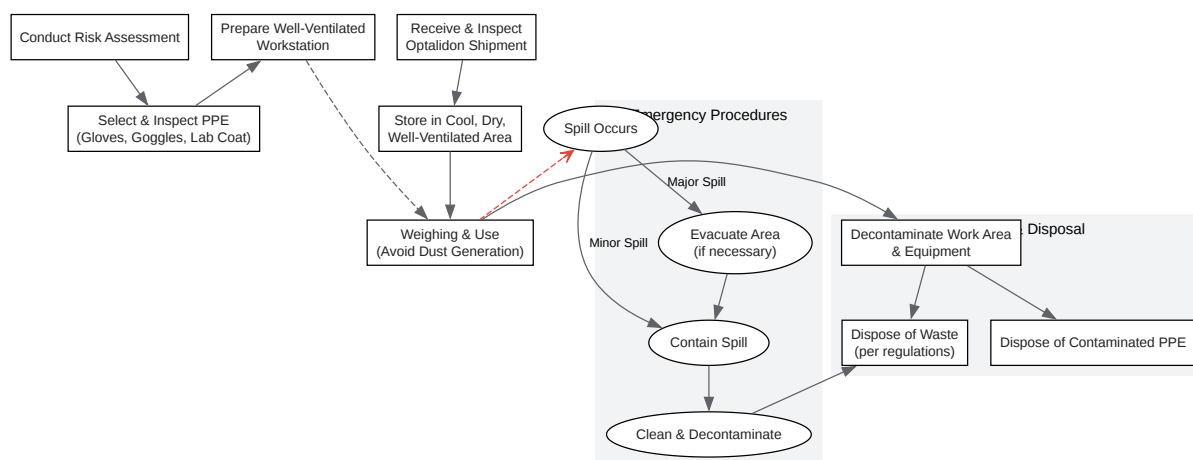 Conduct Risk Assessment
Prepare Well-Ventilated
Workstation
Receive & Inspect
Optalidon Shipment
Select & Inspect PPE
(Gloves, Goggles, Lab Coat)
Store in Cool, Dry,
Well-Ventilated Area
Spill Occurs
mergency Procedures
Major Spill
Weighing & Use
(Avoid Dust Generation)
Minor Spill
Evacuate Area
(if necessary)
Decontaminate Work Area
& Equipment
& Disposal
Contain Spill
Dispose of Waste
(per regulations)
Dispose of Contaminated PPE
Clean & Decontaminate